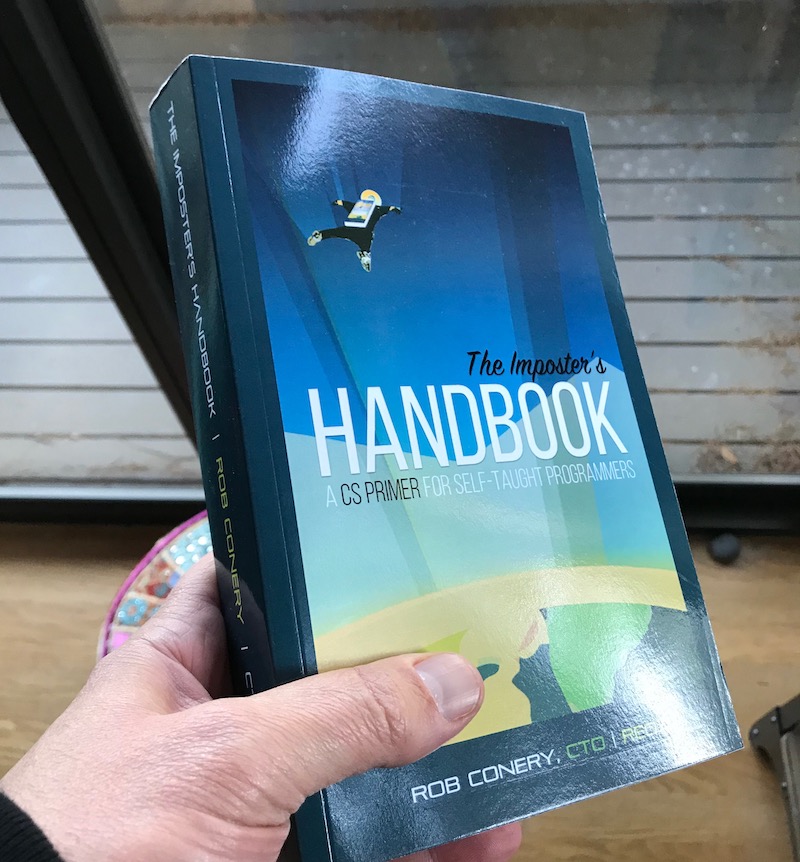 THE IMPOSTER'S HANDBOOK | ROB CONERY |
The Imposter's
HANDBOOK
A CS PRIMER FOR SELF-TAUGHT PROGRAMMERS
ROB CONERY, CTO |